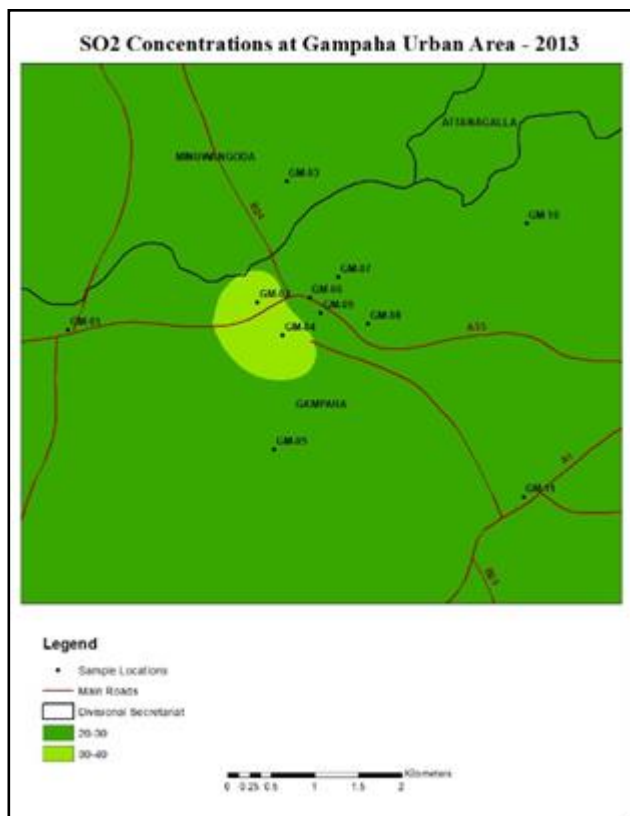 SO2 Concentrations at Gampaha Urban Area - 2013
ATTANAGALLA
MINUWANGODA
GM-03
GM-10
B94
GM-07
GM-06
GM-09
GM-08
GM-01
GM-04
A33
GAMPAHA
GM-05
A1
GM-11
Legend
Sample Locations
Main Roads
Divisional Secretariat
20-30
30-40
Kilometers
0 0.25 0.5 1 1.5 2